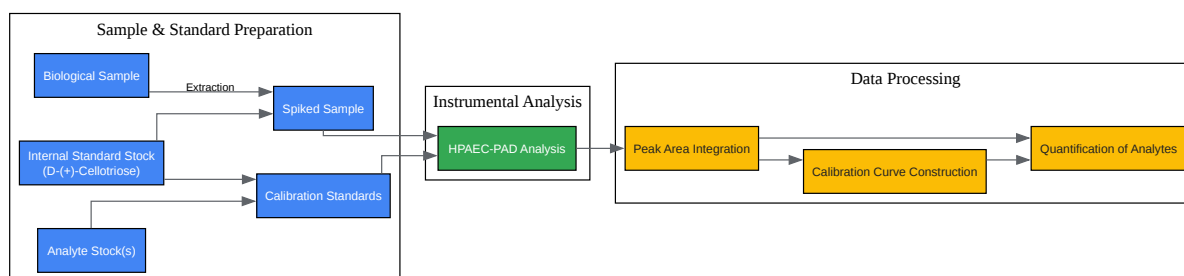 Sample & Standard Preparation
Biological Sample
Extraction
Spiked Sample
Internal Standard Stock
(D-(+)-Cellotriose)
Calibration Standards
Analyte Stock(s)
Instrumental Analysis
HPAEC-PAD Analysis
Data Processing
Peak Area Integration
Calibration Curve Construction
Quantification of Analytes